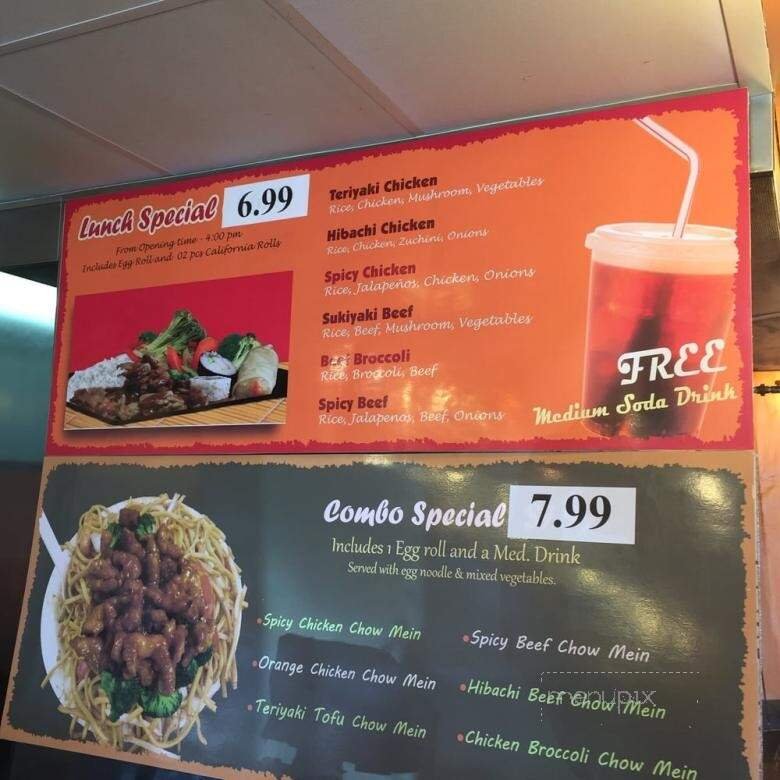 Lunch Special 6.99
From Opening time - 4:00 pm
Includes Egg Roll and 02 pcs California Rolls
Teriyaki Chicken
Rice, Chicken, Mushroom, Vegetables
Hibachi Chicken
Rice, Chicken, Zuchini, Onions
Spicy Chicken
Rice, Jalapeños, Chicken, Onions
Sukiyaki Beef
Rice, Beef, Mushroom, Vegetables
Beef Broccoli
Rice, Broccoli, Beef
Spicy Beef
Rice, Jalapeños, Beef, Onions
FREE
Medium Soda Drink
Combo Special 7.99
Includes 1 Egg roll and a Med. Drink
Served with egg noodle & mixed vegetables.
•Spicy Chicken Chow Mein
•Orange Chicken Chow Mein
•Teriyaki Tofu Chow Mein
•Spicy Beef Chow Mein
•Hibachi Beef Chow Mein
•Chicken Broccoli Chow Mein
menupix